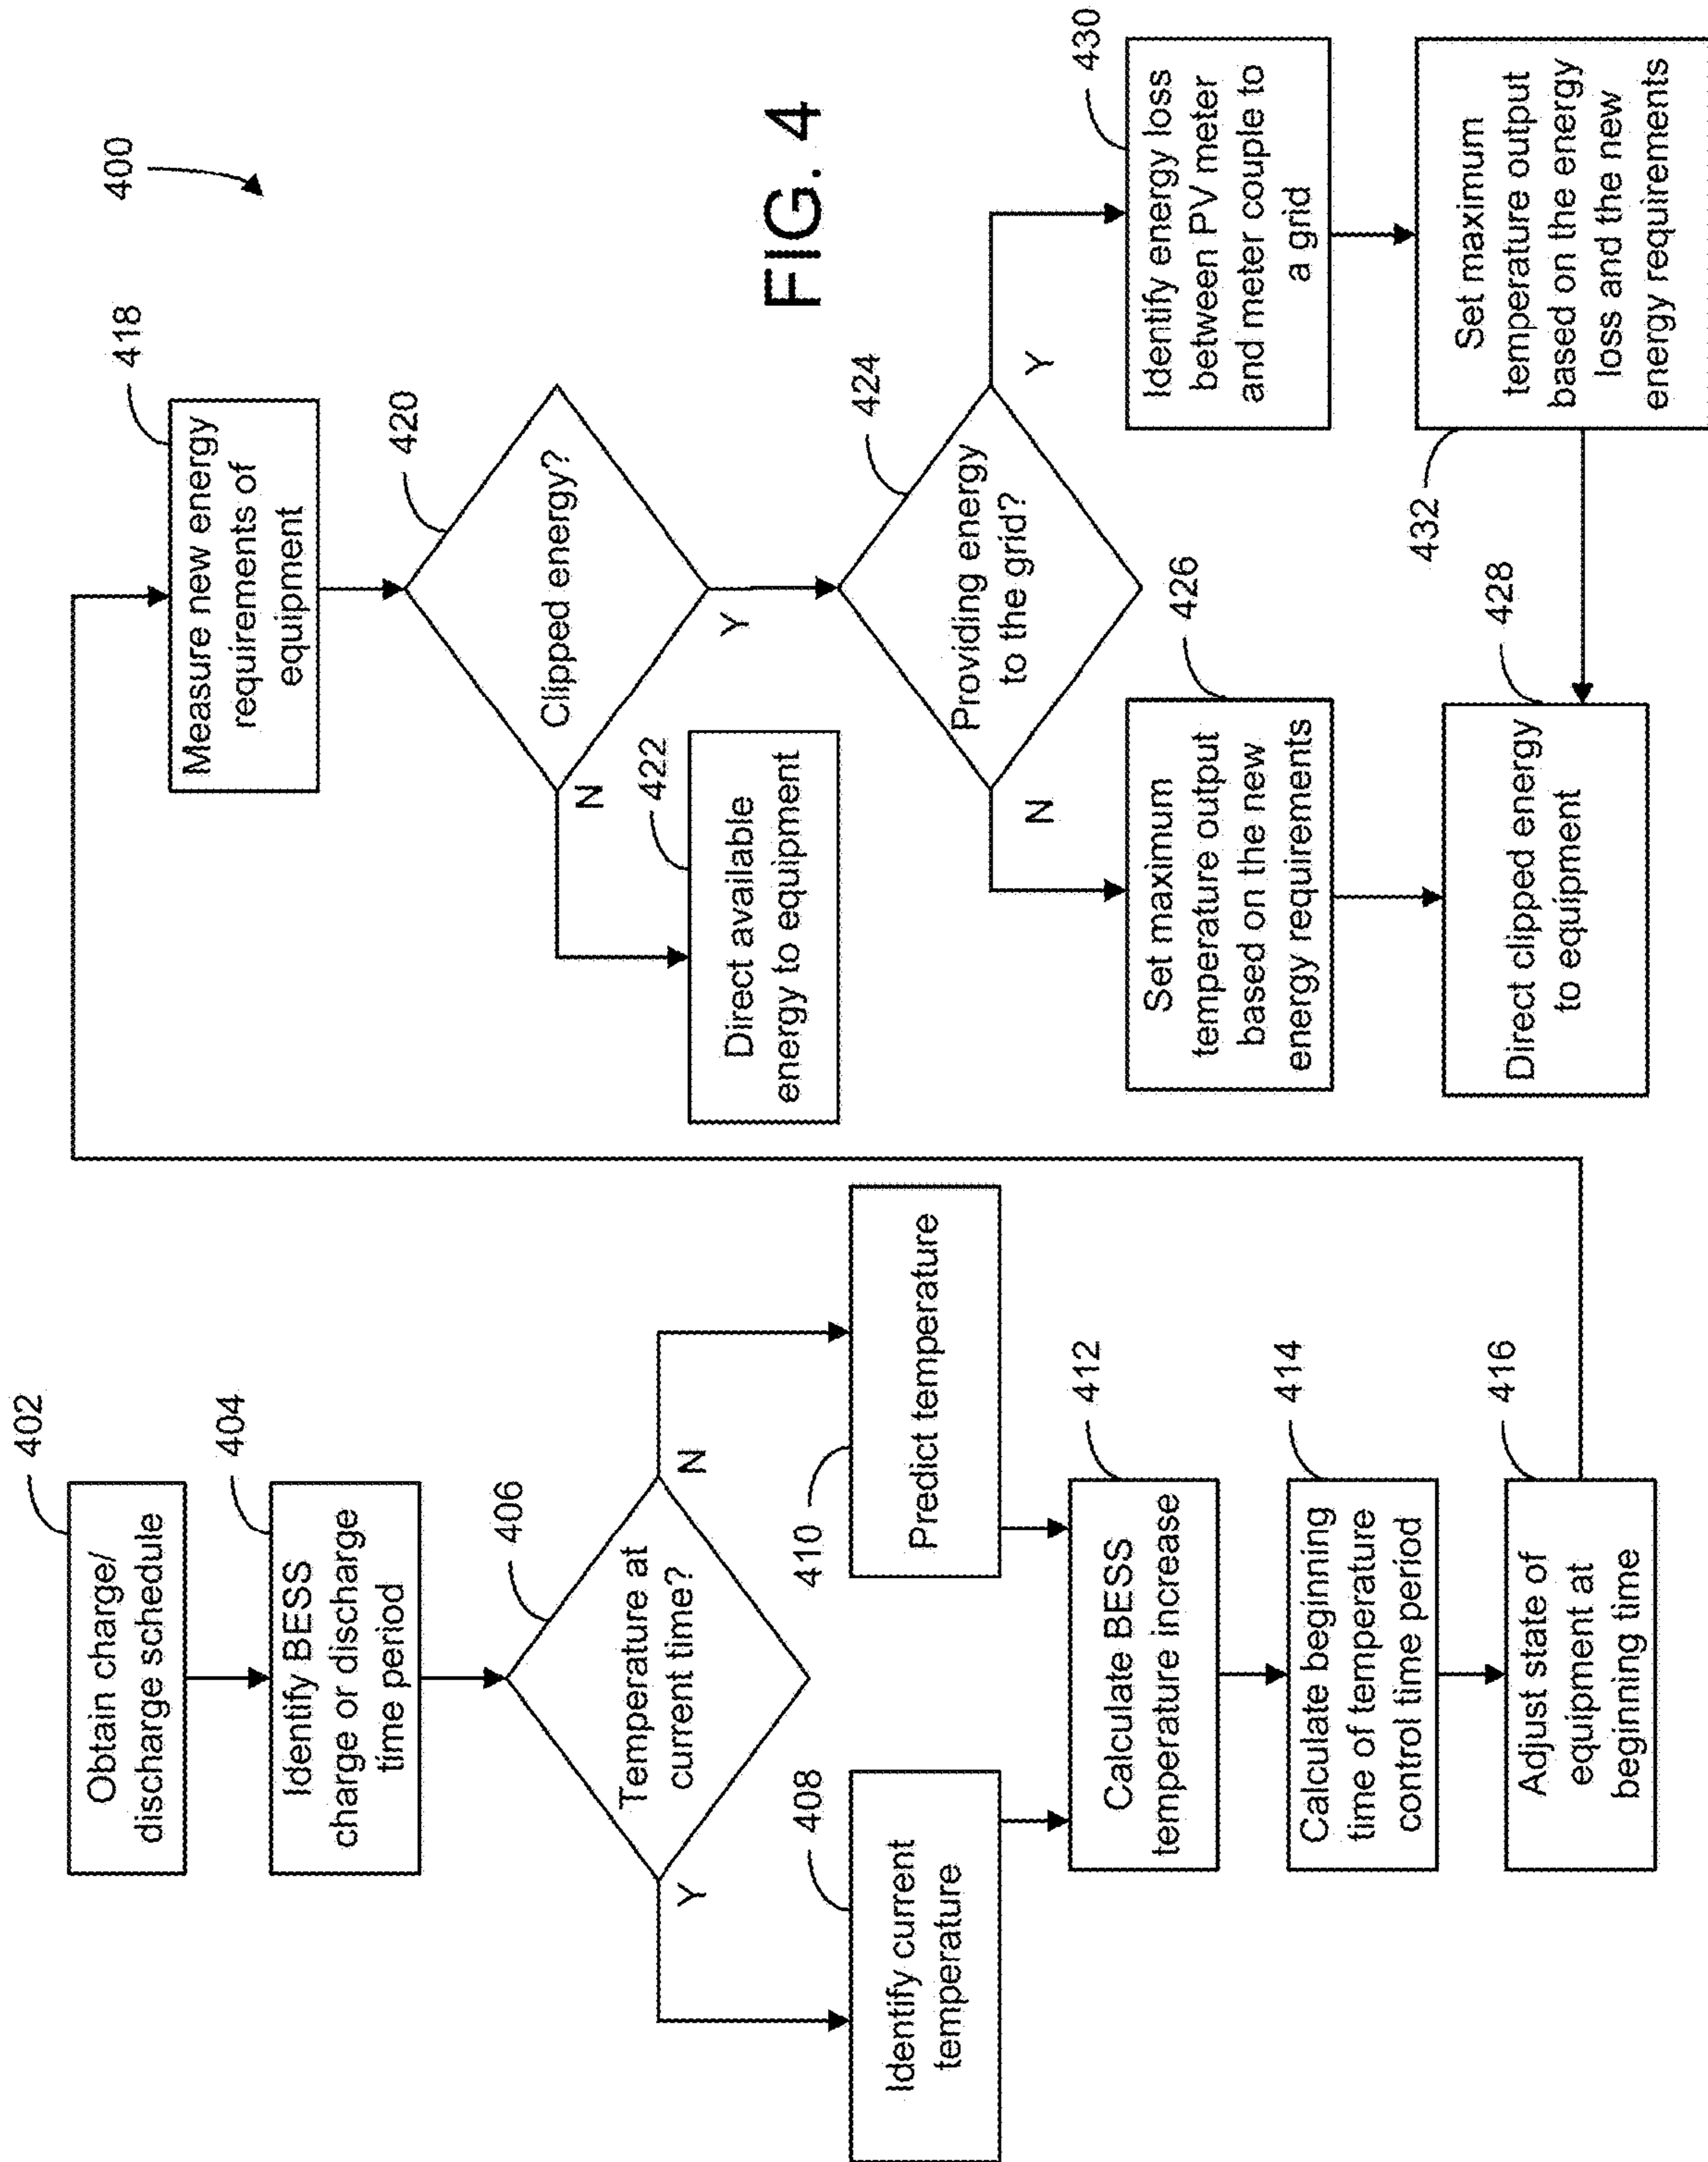 400
402
Obtain charge/
discharge schedule
404
Identify BESS
charge or discharge
time period
406
Temperature at
current time?
Y
N
408
Identify current
temperature
410
Predict temperature
412
Calculate BESS
temperature increase
414
Calculate beginning
time of temperature
control time period
416
Adjust state of
equipment at
beginning time
418
Measure new energy
requirements of
equipment
420
Clipped energy?
N
Y
422
Direct available
energy to equipment
424
Providing energy
to the grid?
N
Y
426
Set maximum
temperature output
based on the new
energy requirements
428
Direct clipped energy
to equipment
430
Identify energy loss
between PV meter
and meter couple to
a grid
432
Set maximum
temperature output
based on the energy
loss and the new
energy requirements
FIG. 4